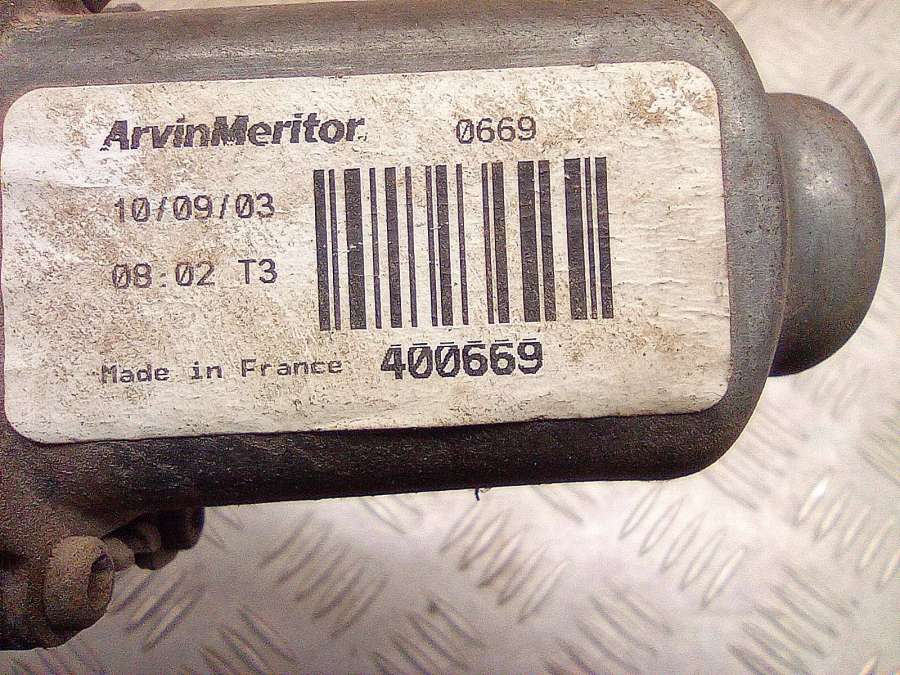 ArvinMeritor 0669
10/09/03
08:02 T3
Made in France 400669